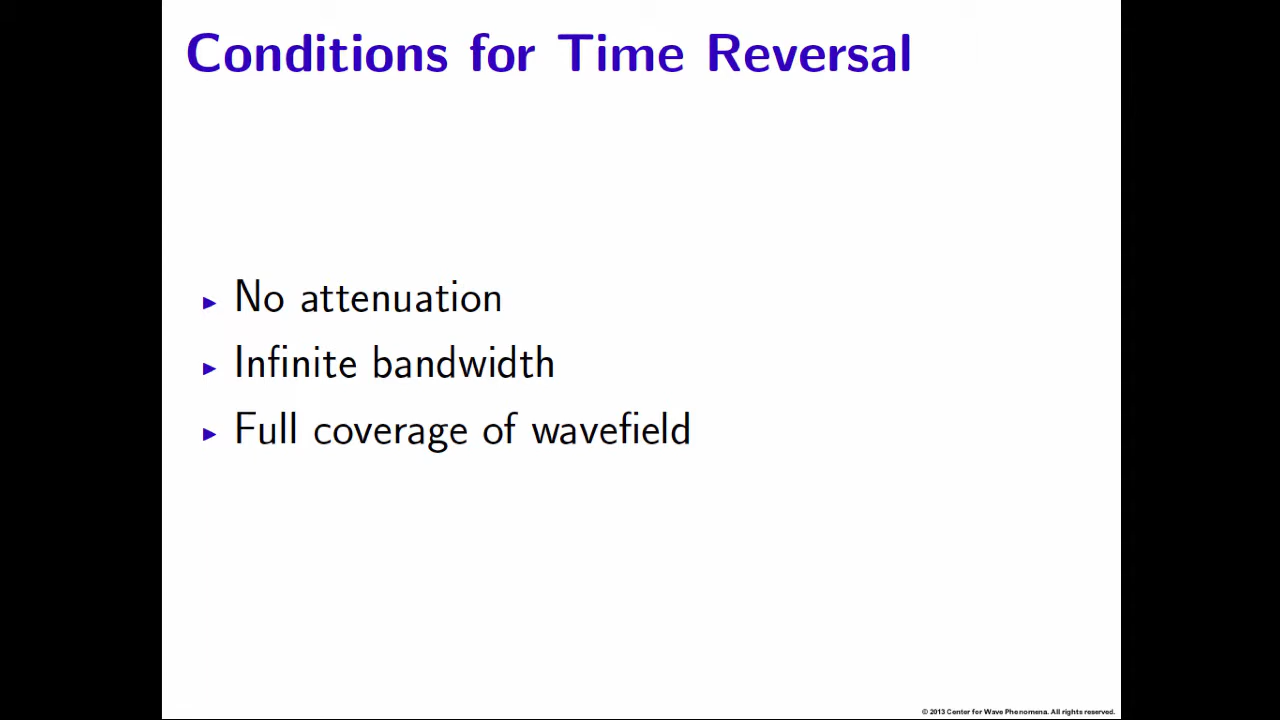 Conditions for Time Reversal
▶ No attenuation
▶ Infinite bandwidth
▶ Full coverage of wavefield
© 2013 Center for Wave Phenomena. All rights reserved.